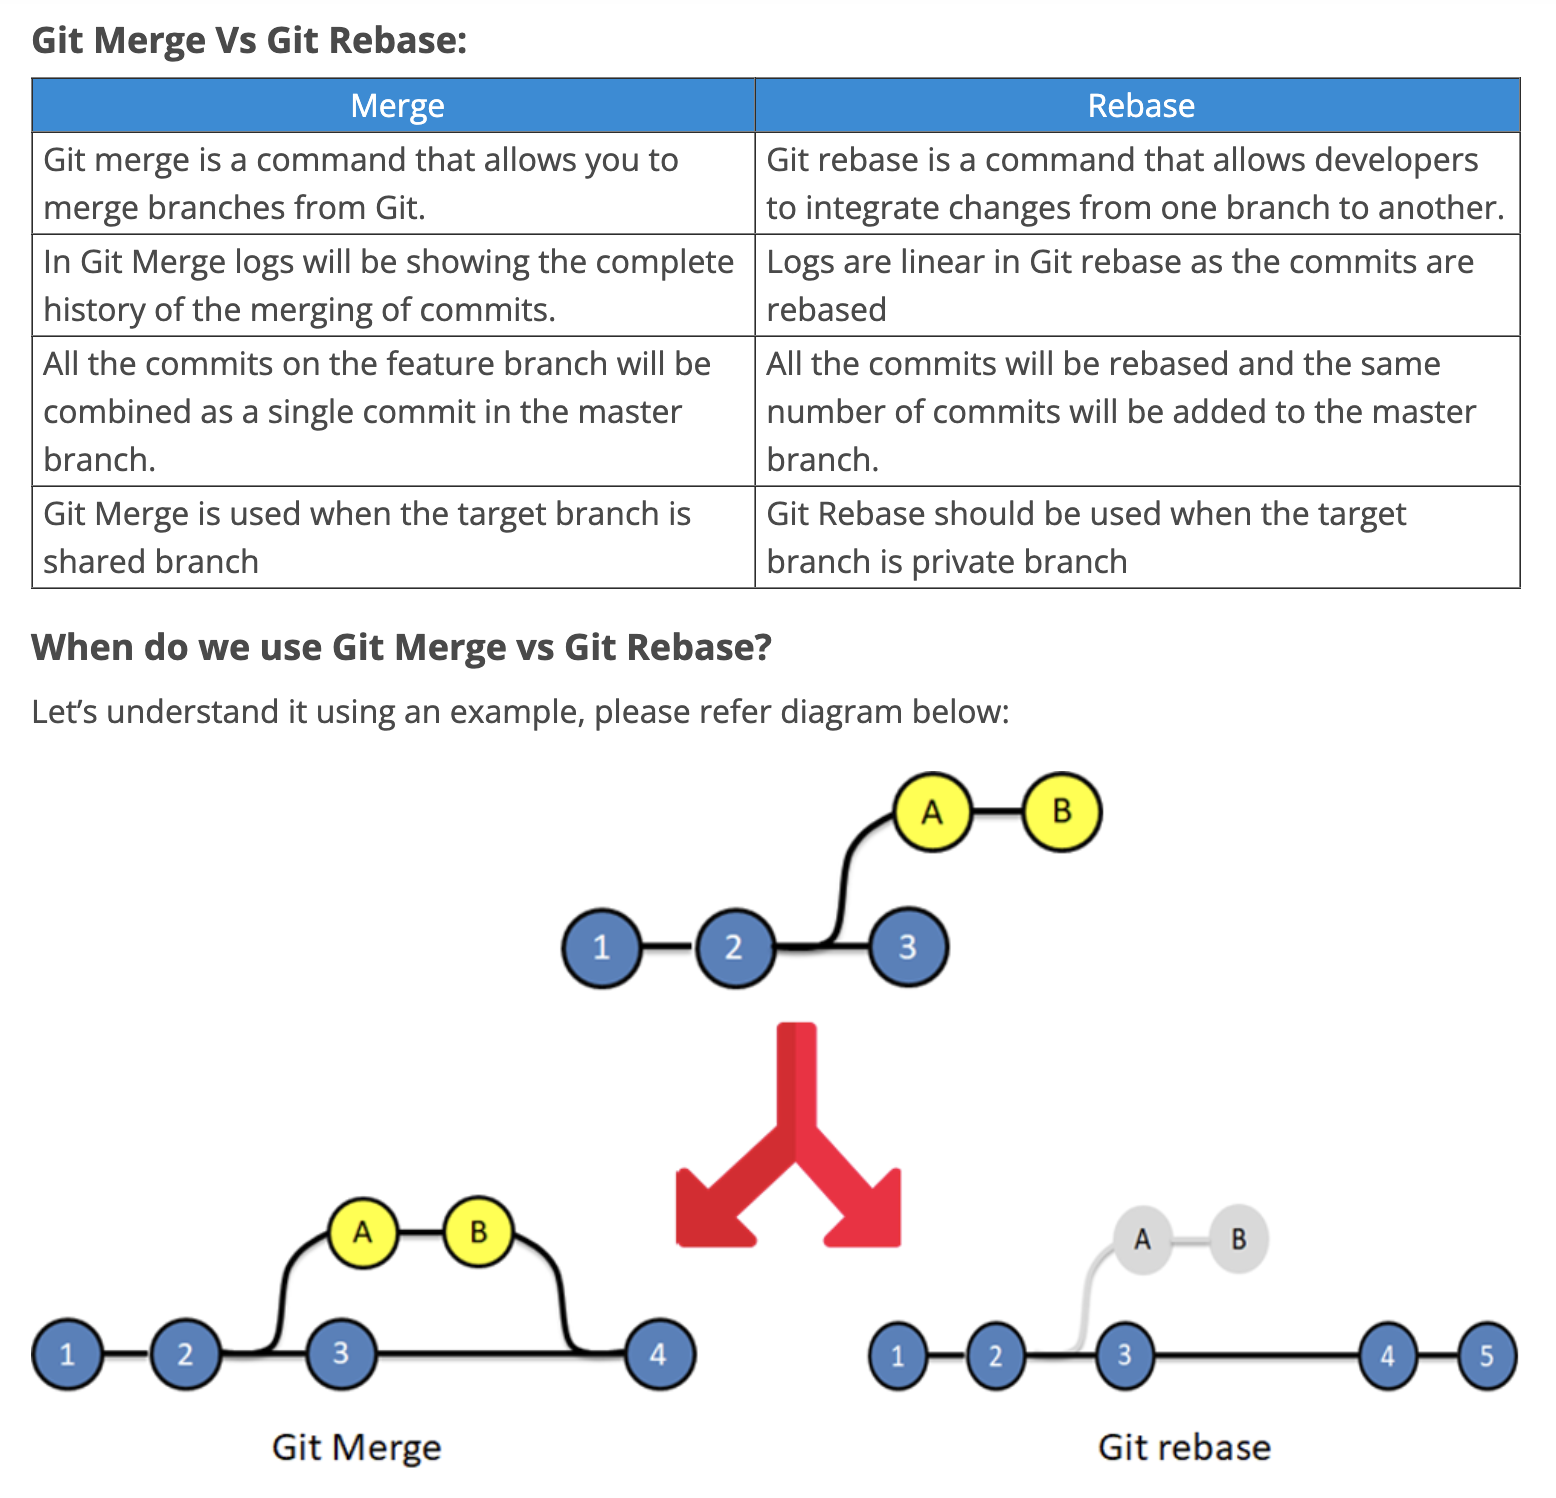 Git Merge Vs Git Rebase:
Merge
Rebase
Git merge is a command that allows you to
merge branches from Git.
Git rebase is a command that allows developers
to integrate changes from one branch to another.
In Git Merge logs will be showing the complete
history of the merging of commits.
Logs are linear in Git rebase as the commits are
rebased
All the commits on the feature branch will be
combined as a single commit in the master
branch.
All the commits will be rebased and the same
number of commits will be added to the master
branch.
Git Merge is used when the target branch is
shared branch
Git Rebase should be used when the target
branch is private branch
When do we use Git Merge vs Git Rebase?
Let’s understand it using an example, please refer diagram below:
A B
1 2 3
A B
1 2 3 4
Git Merge
A B
1 2 3 4 5
Git rebase